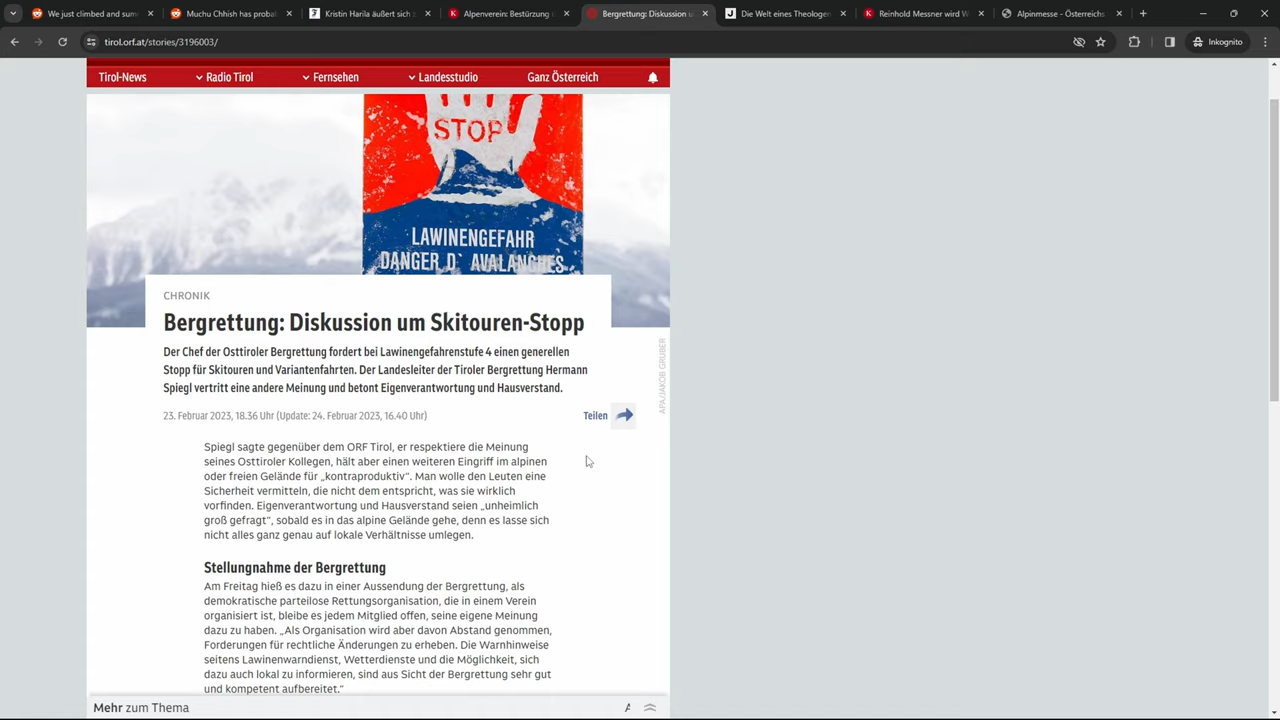 We just climbed and sum
Muchu Chhish has probab
Kristin Harila äußert sich z
Alpenverein: Bestürzung ü
Bergrettung: Diskussion um
Die Welt eines Theologen
Reinhold Messner wird W
Alpinmesse - Österreichs
tirol.orf.at/stories/3196003/
Inkognito
Tirol-News
Radio Tirol
Fernsehen
Landesstudio
Ganz Österreich
STOP
LAWINENGEFAHR
DANGER D` AVALANCHES
CHRONIK
Bergrettung: Diskussion um Skitouren-Stopp
Der Chef der Osttiroler Bergrettung fordert bei Lawinengefahrenstufe 4 einen generellen
Stopp für Skitouren und Variantenfahrten. Der Landesleiter der Tiroler Bergrettung Hermann
Spiegl vertritt eine andere Meinung und betont Eigenverantwortung und Hausverstand.
APA/JAKOB GRUBER
23. Februar 2023, 18.36 Uhr (Update: 24. Februar 2023, 16.40 Uhr)
Teilen
Spiegl sagte gegenüber dem ORF Tirol, er respektiere die Meinung
seines Osttiroler Kollegen, hält aber einen weiteren Eingriff im alpinen
oder freien Gelände für „kontraproduktiv“. Man wolle den Leuten eine
Sicherheit vermitteln, die nicht dem entspricht, was sie wirklich
vorfinden. Eigenverantwortung und Hausverstand seien „unheimlich
groß gefragt“, sobald es in das alpine Gelände gehe, denn es lasse sich
nicht alles ganz genau auf lokale Verhältnisse umlegen.
Stellungnahme der Bergrettung
Am Freitag hieß es dazu in einer Aussendung der Bergrettung, als
demokratische parteilose Rettungsorganisation, die in einem Verein
organisiert ist, bleibe es jedem Mitglied offen, seine eigene Meinung
dazu zu haben. „Als Organisation wird aber davon Abstand genommen,
Forderungen für rechtliche Änderungen zu erheben. Die Warnhinweise
seitens Lawinenwarndienst, Wetterdienste und die Möglichkeit, sich
dazu auch lokal zu informieren, sind aus Sicht der Bergrettung sehr gut
und kompetent aufbereitet.“
Mehr zum Thema